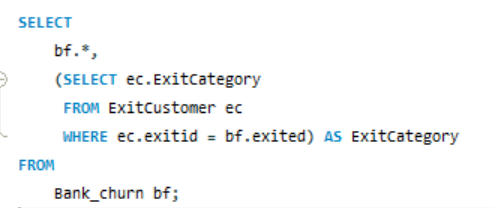 SELECT
bf.*,
(SELECT ec.ExitCategory
FROM ExitCustomer ec
WHERE ec.exitid = bf.exited) AS ExitCategory
FROM
Bank_churn bf;